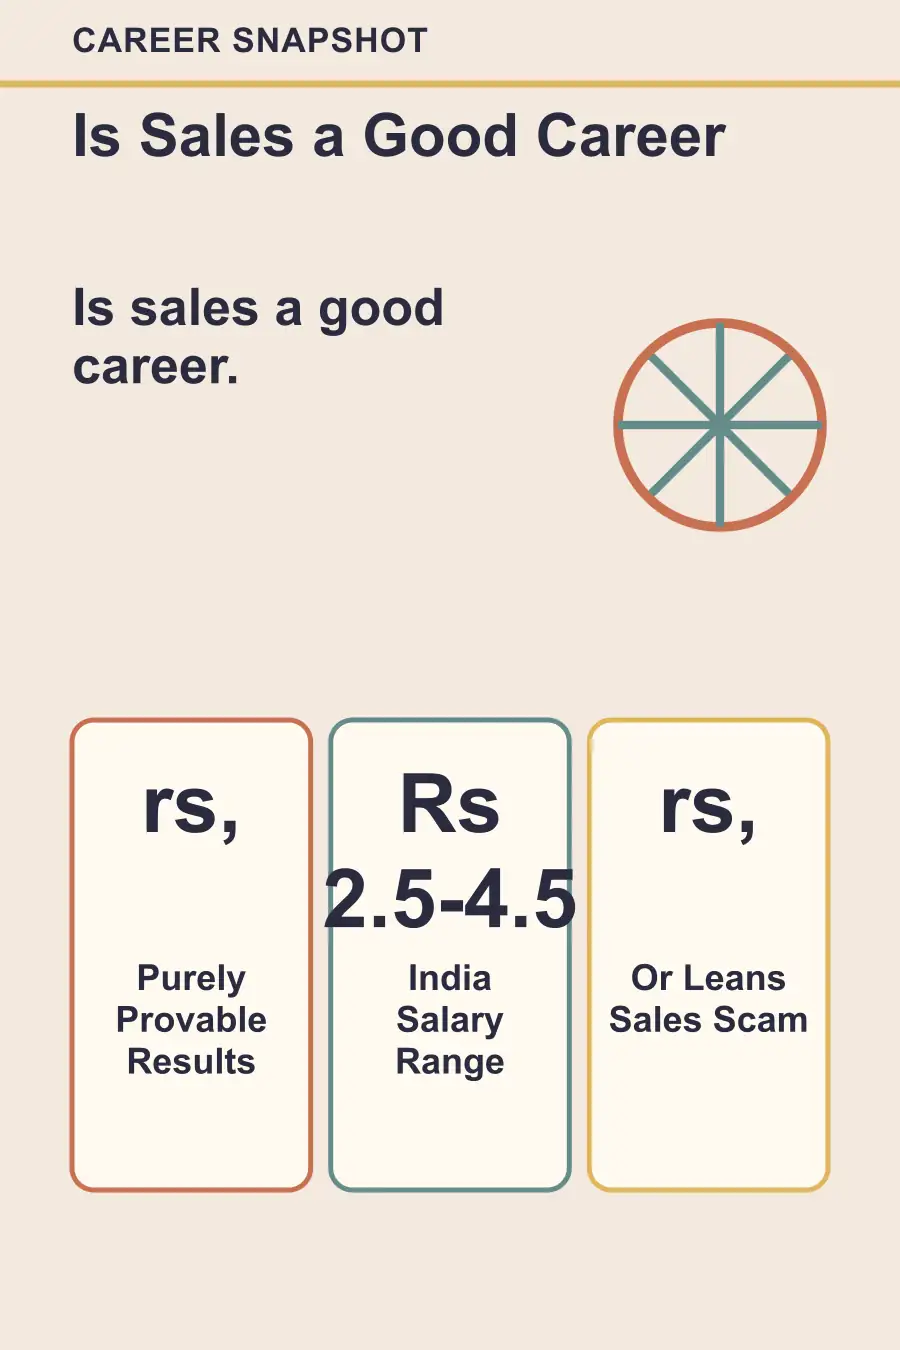 CAREER SNAPSHOT
Is Sales a Good Career
Is sales a good
career.
rs,
Purely
Provable
Results
Rs
2.5-4.5
India
Salary
Range
rs,
Or Leans
Sales Scam